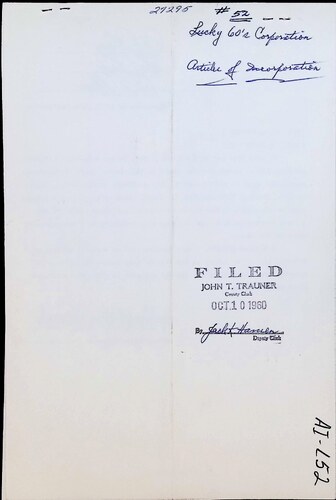 27295
# 52
Lucky 60's Corporation
Articles of Incorporation
FILED
JOHN T. TRAUNER
County Clerk
OCT 10 1960
By
Deputy Clerk
AI-L52